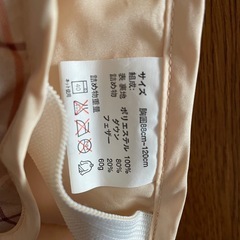 サイズ 胸囲88cm~120cm
組成:
表裏地 ポリエステル 100%
詰め物 ダウン 80%
フェザー 20%
詰め物重量 60g